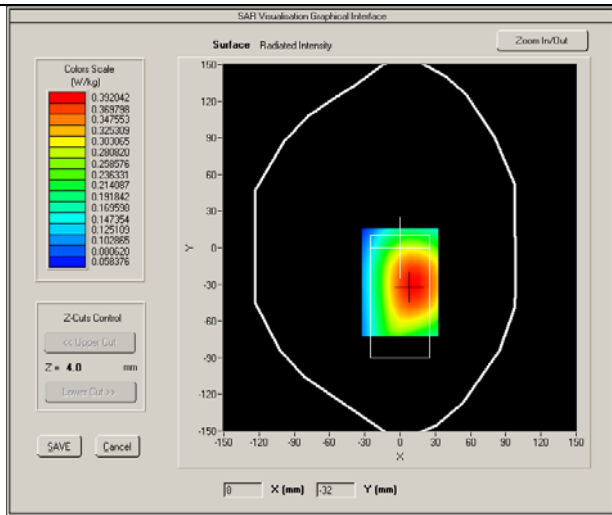 SAR Visualisation Graphical Interface
Surface Radiated Intensity
Zoom In/Out
Colors Scale
(W/kg)
0.392042
0.369798
0.347553
0.325309
0.303065
0.280820
0.258576
0.236331
0.214087
0.191842
0.169598
0.147354
0.125109
0.102865
0.080620
0.058376
Z-Cuts Control
<< Upper Cut
Z = 4.0 mm
Lower Cut >>
SAVE Cancel
150-
120-
90-
60-
30-
0-
-30-
-60-
-90-
-120-
-150-
Y
-150 -120 -90 -60 -30 0 30 60 90 120 150
X
8 X (mm) -32 Y (mm)